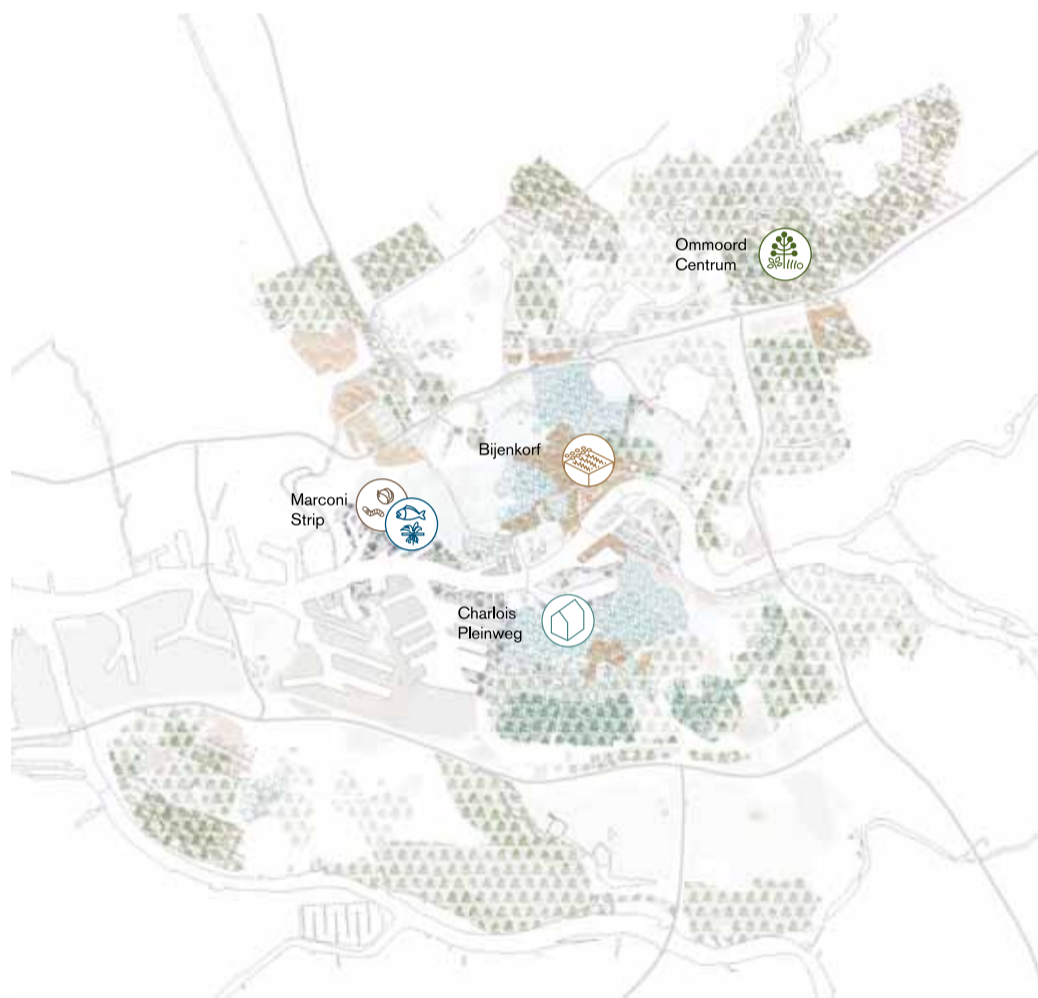 Ommoord
Centrum
Bijenkorf
Marconi
Strip
Charlois
Pleinweg